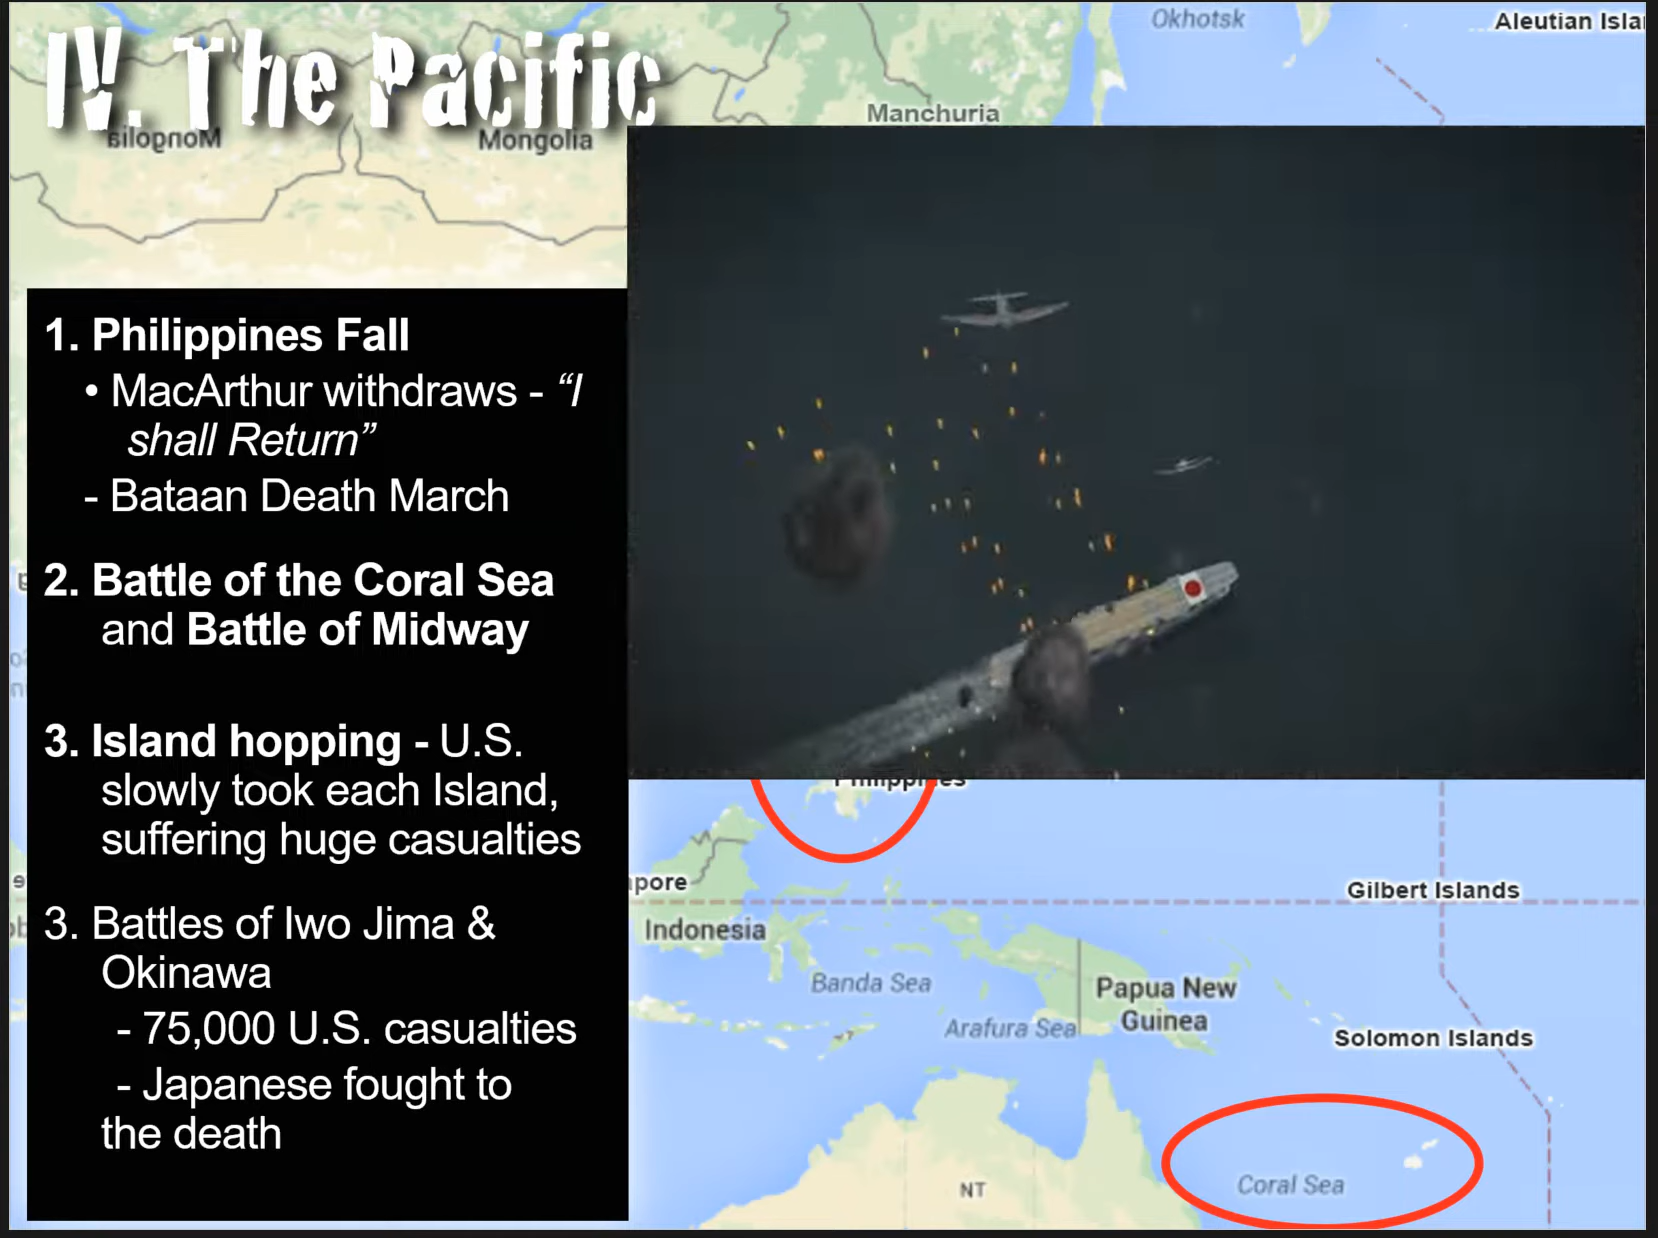 IV. The Pacific
Okhotsk
Aleutian Isla
Manchuria
Mongolia
Mongolia
1. Philippines Fall
• MacArthur withdraws - “I
shall Return”
- Bataan Death March
2. Battle of the Coral Sea
and Battle of Midway
3. Island hopping - U.S.
slowly took each Island,
suffering huge casualties
3. Battles of Iwo Jima &
Okinawa
- 75,000 U.S. casualties
- Japanese fought to
the death
Philippines
pore
Gilbert Islands
Indonesia
Banda Sea
Papua New
Guinea
Arafura Sea
Solomon Islands
Coral Sea
NT